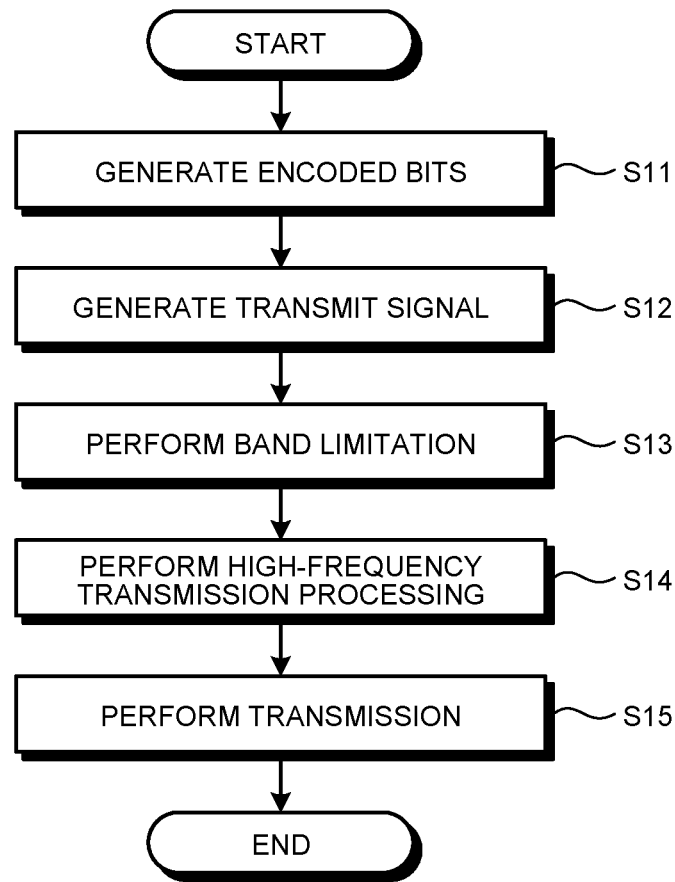 START
GENERATE ENCODED BITS
S11
GENERATE TRANSMIT SIGNAL
S12
PERFORM BAND LIMITATION
S13
PERFORM HIGH-FREQUENCY
TRANSMISSION PROCESSING
S14
PERFORM TRANSMISSION
S15
END